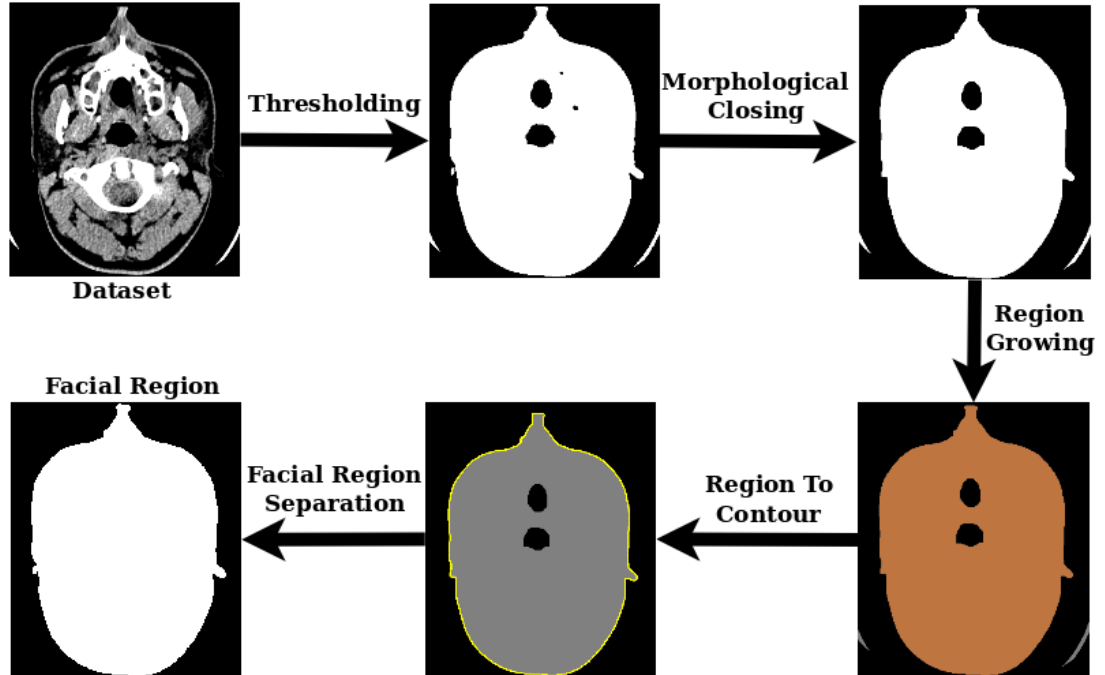 Thresholding
Morphological
Closing
Dataset
Region
Growing
Region To
Contour
Facial Region
Separation
Facial Region